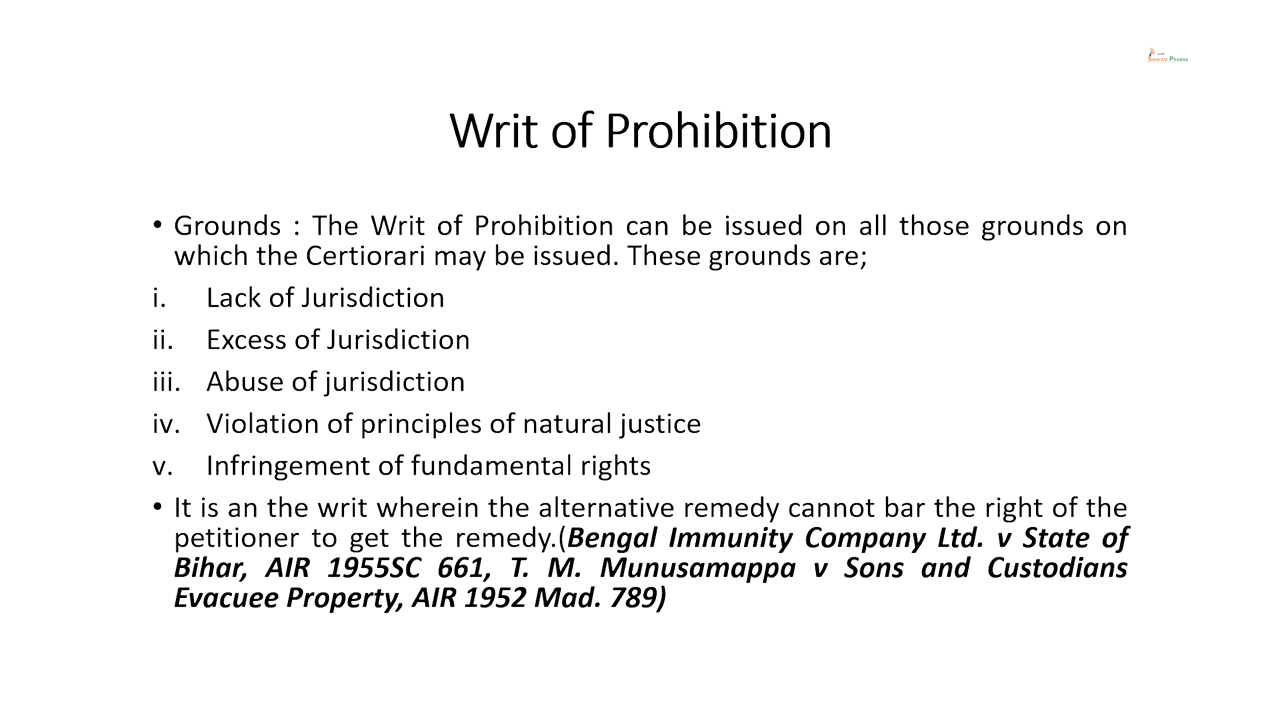 SWAYAM PRABHA
Writ of Prohibition
• Grounds : The Writ of Prohibition can be issued on all those grounds on
which the Certiorari may be issued. These grounds are;
i. Lack of Jurisdiction
ii. Excess of Jurisdiction
iii. Abuse of jurisdiction
iv. Violation of principles of natural justice
v. Infringement of fundamental rights
• It is an the writ wherein the alternative remedy cannot bar the right of the
petitioner to get the remedy.(Bengal Immunity Company Ltd. v State of
Bihar, AIR 1955SC 661, T. M. Munusamappa v Sons and Custodians
Evacuee Property, AIR 1952 Mad. 789)